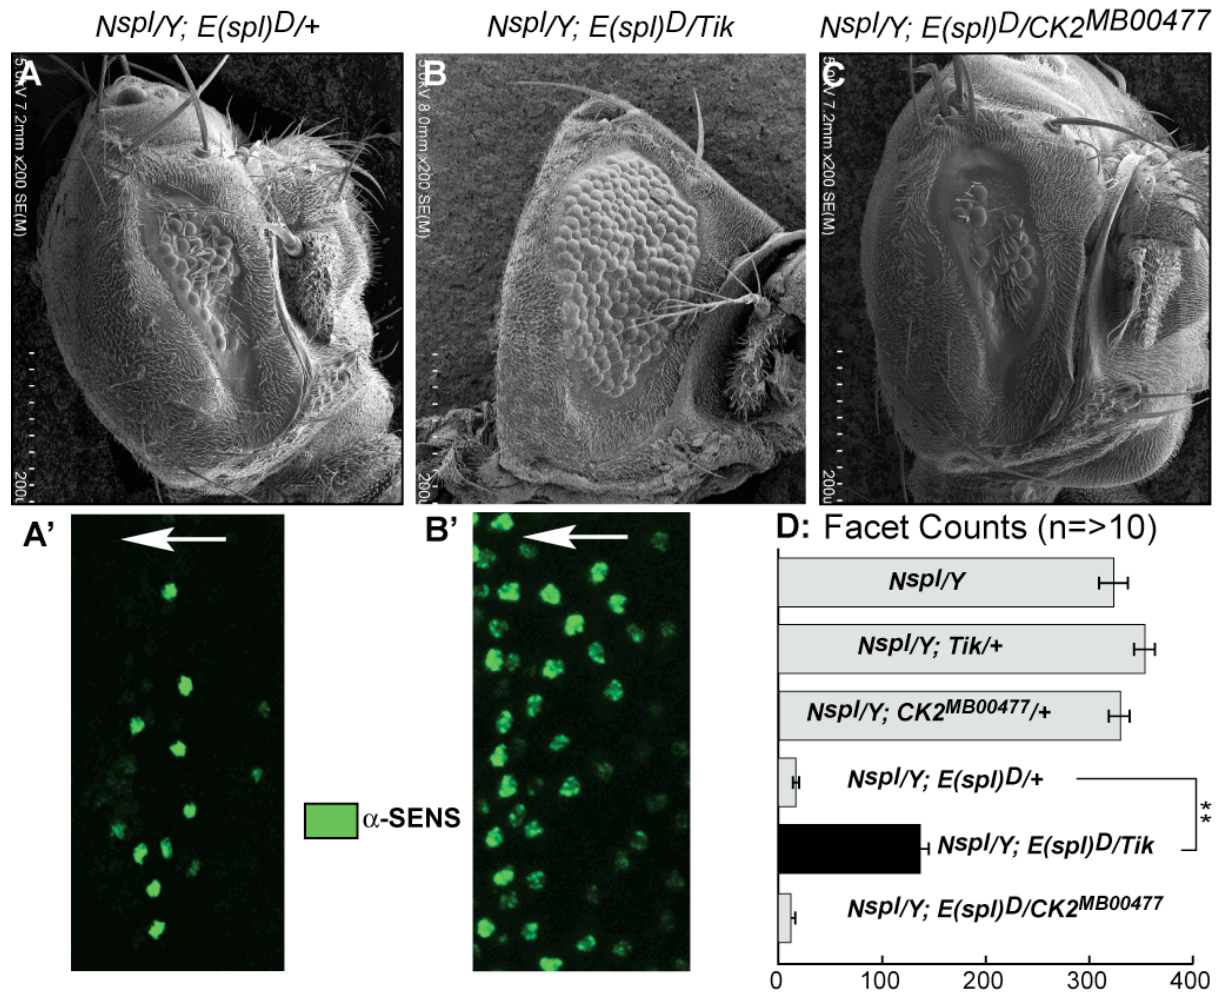 Nspl/Y; E(spl)D/+
Nspl/Y; E(spl)D/Tik
Nspl/Y; E(spl)D/CK2MB00477
A
B
C
5.0kV 7.2mm x200 SE(M)
5.0kV 8.0mm x200 SE(M)
5.0kV 7.2mm x200 SE(M)
200u
200u
200u
A’
B’
α-SENS
D: Facet Counts (n=>10)
Nspl/Y
Nspl/Y; Tik/+
Nspl/Y; CK2MB00477/+
Nspl/Y; E(spl)D/+
**
Nspl/Y; E(spl)D/Tik
Nspl/Y; E(spl)D/CK2MB00477
0 100 200 300 400